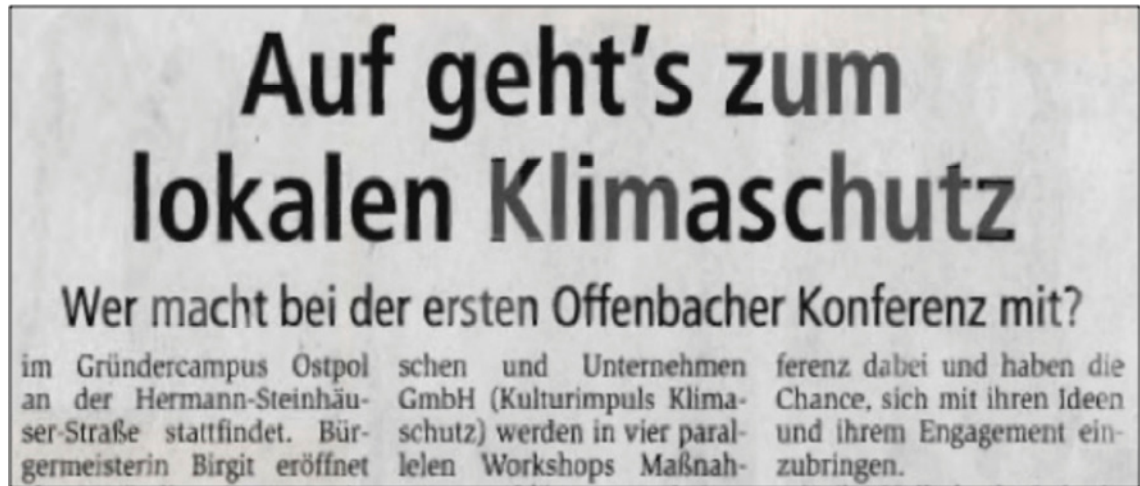 Auf geht's zum
lokalen Klimaschutz
Wer macht bei der ersten Offenbacher Konferenz mit?
im Gründercampus Ostpol
an der Hermann-Steinhäu-
ser-Straße stattfindet. Bür-
germeisterin Birgit eröffnet
schen und Unternehmen
GmbH (Kulturimpuls Klima-
schutz) werden in vier paral-
lelen Workshops Maßnah-
ferenz dabei und haben die
Chance, sich mit ihren Ideen
und ihrem Engagement ein-
zubringen.